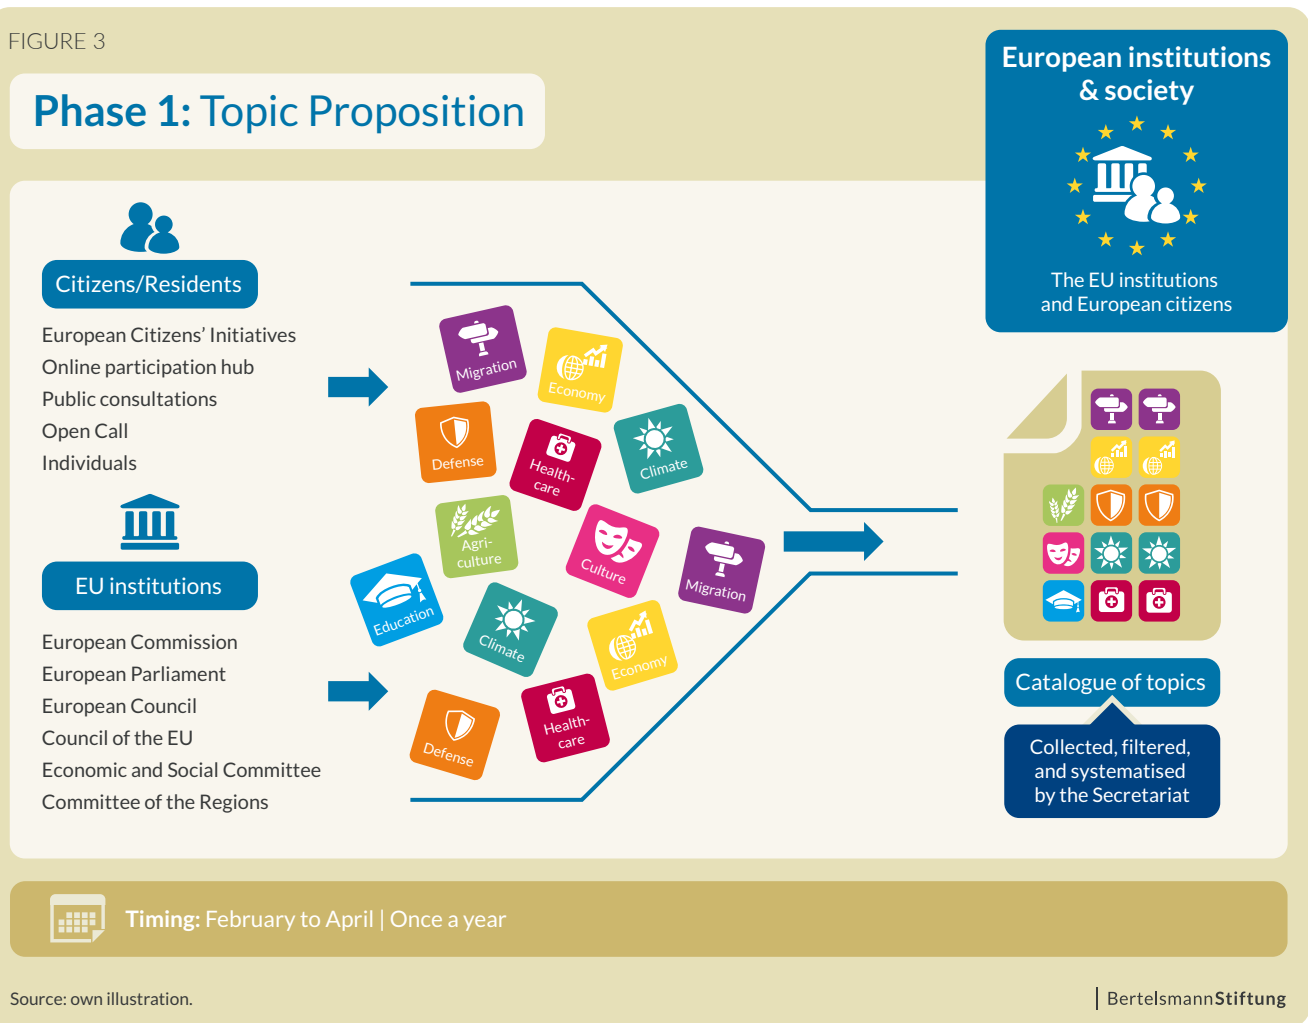 FIGURE 3
Phase 1: Topic Proposition
European institutions
& society
The EU institutions
and European citizens
Citizens/Residents
European Citizens’ Initiatives
Online participation hub
Public consultations
Open Call
Individuals
EU institutions
European Commission
European Parliament
European Council
Council of the EU
Economic and Social Committee
Committee of the Regions
Migration
Economy
Defense
Health-
care
Climate
Agri-
culture
Culture
Migration
Education
Climate
Economy
Defense
Health-
care
Catalogue of topics
Collected, filtered,
and systematised
by the Secretariat
Timing: February to April | Once a year
Source: own illustration.
BertelsmannStiftung